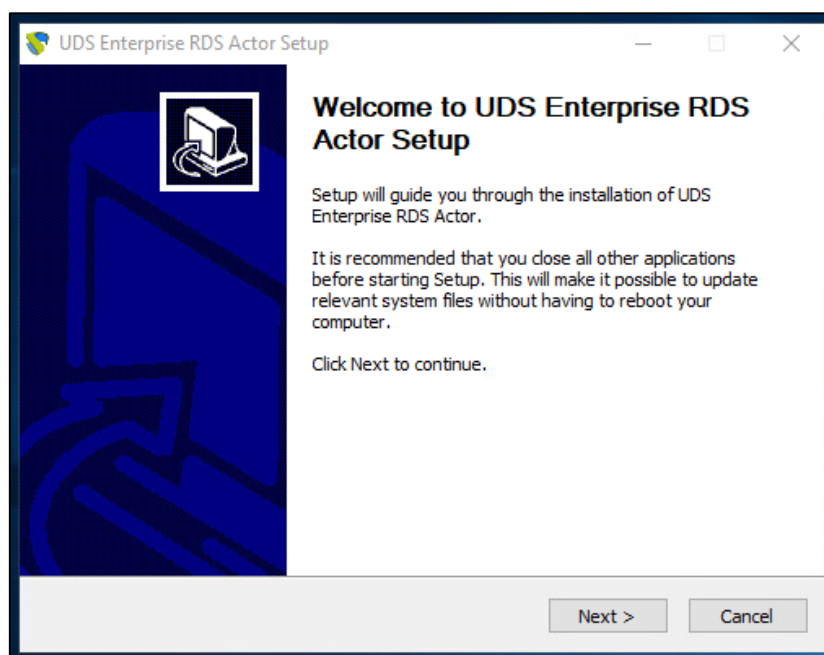 UDS Enterprise RDS Actor Setup
Welcome to UDS Enterprise RDS
Actor Setup
Setup will guide you through the installation of UDS
Enterprise RDS Actor.
It is recommended that you close all other applications
before starting Setup. This will make it possible to update
relevant system files without having to reboot your
computer.
Click Next to continue.
Next >
Cancel